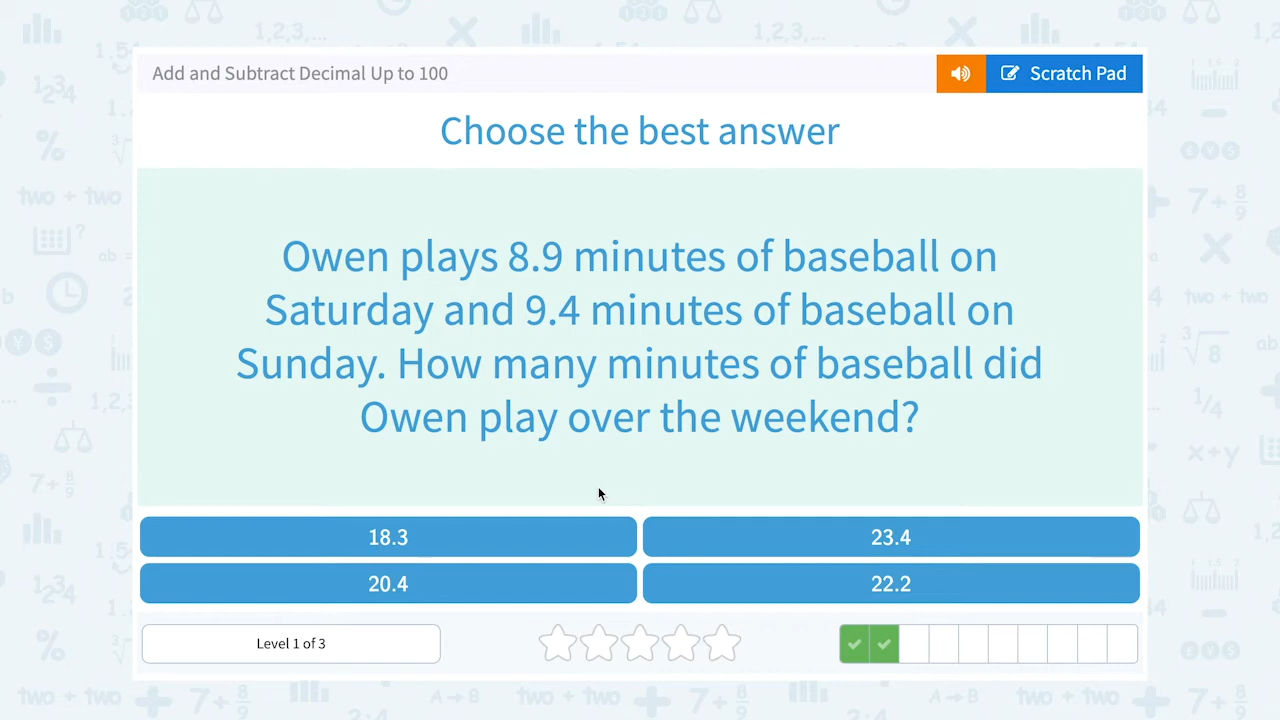 Add and Subtract Decimal Up to 100
Scratch Pad
Choose the best answer
Owen plays 8.9 minutes of baseball on
Saturday and 9.4 minutes of baseball on
Sunday. How many minutes of baseball did
Owen play over the weekend?
18.3
23.4
20.4
22.2
Level 1 of 3